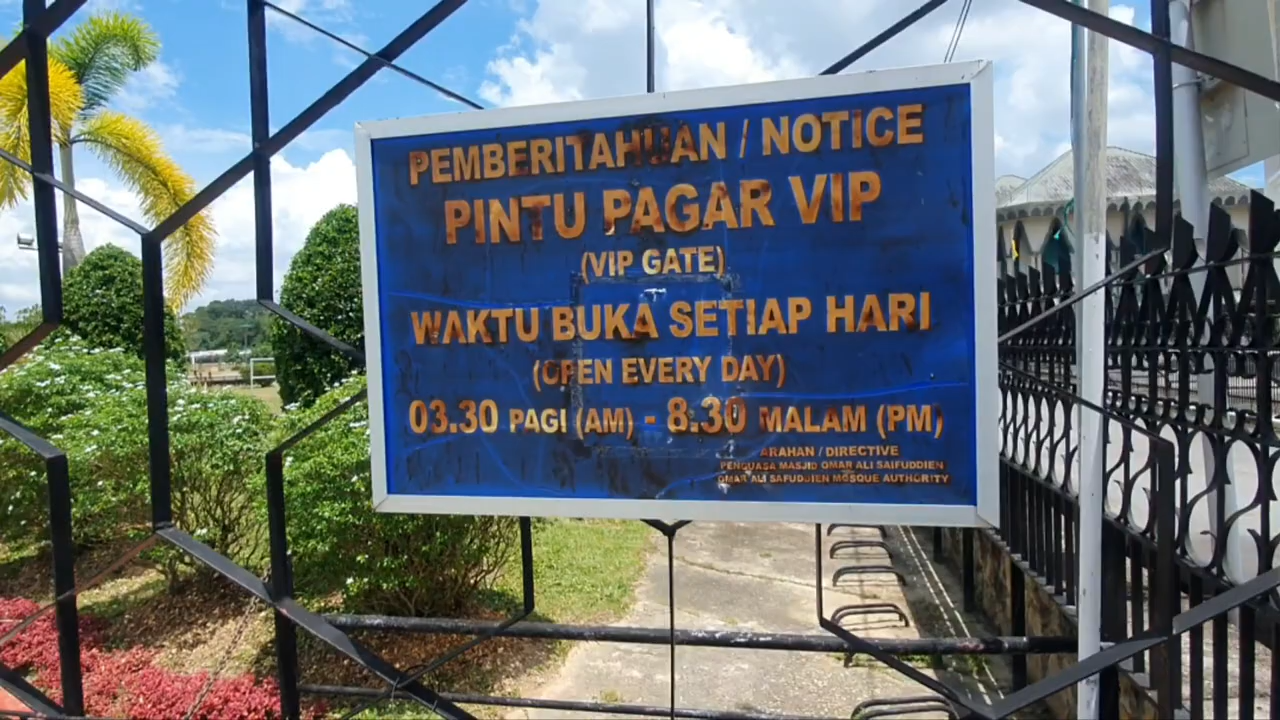 PEMBERITAHUAN / NOTICE
PINTU PAGAR VIP
(VIP GATE)
WAKTU BUKA SETIAP HARI
(OPEN EVERY DAY)
03.30 PAGI (AM) - 8.30 MALAM (PM)
ARAHAN / DIRECTIVE
PENGUASA MASJID OMAR ALI SAIFUDDIEN
OMAR ALI SAFUDDIEN MOSQUE AUTHORITY